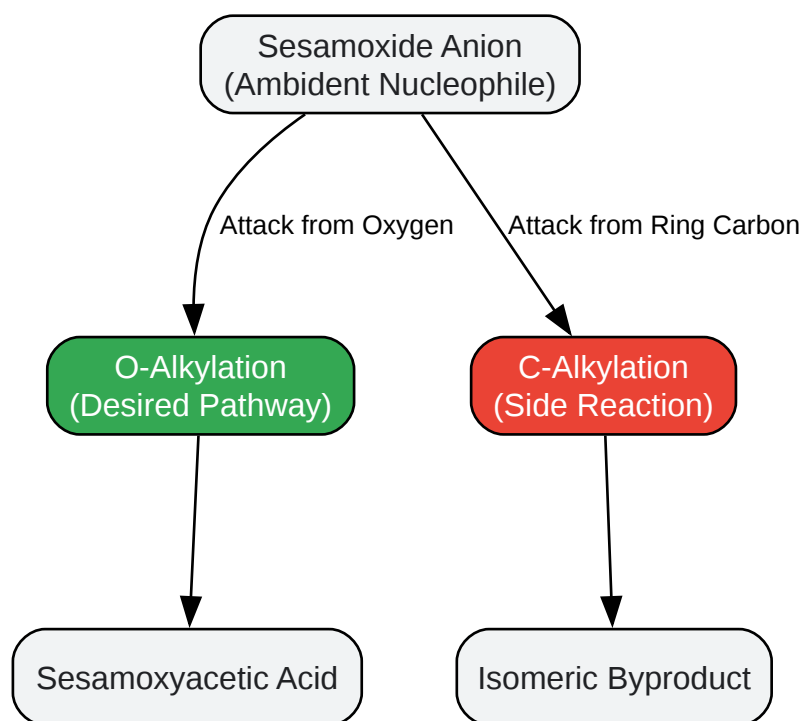 Sesamoxide Anion
(Ambident Nucleophile)
Attack from Oxygen
Attack from Ring Carbon
O-Alkylation
(Desired Pathway)
C-Alkylation
(Side Reaction)
Sesamoxyacetic Acid
Isomeric Byproduct